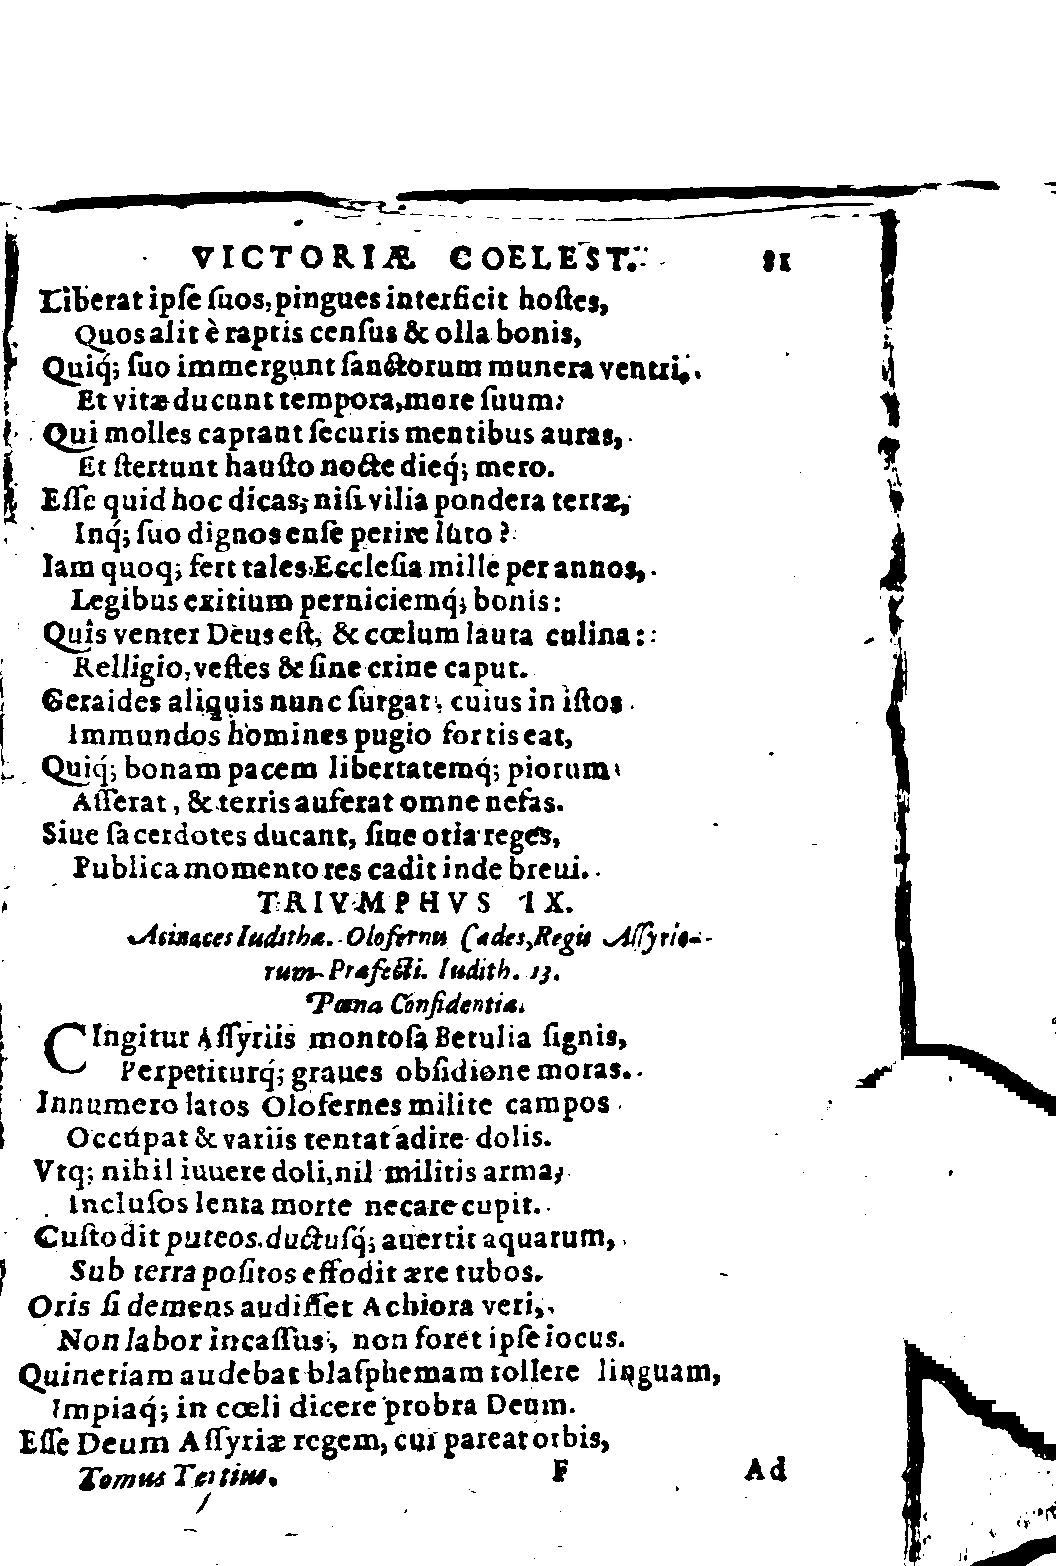 VICTORIÆ COELEST. 81
Liberat ipſe ſuos, pingues interficit hoſtes,
Quos alit è raptis cenſus & olla bonis,
Quiq́; ſuo immergunt ſanctorum munera ventri,
Et vitæ ducunt tempora, more ſuum:
Qui molles captant ſecuris mentibus auras,
Et ſtertunt hauſto nocte dieq́; mero.
Eſſe quid hoc dicas, niſi vilia pondera terræ,
Inq́; ſuo dignos enſe perire luto?
Iam quoq; fert tales Eccleſia mille per annos,
Legibus exitium perniciemq́; bonis:
Quîs venter Deus eſt, & cœlum lauta culina:
Relligio, veſtes & ſine crine caput.
Geraides aliquis nunc ſurgat, cuius in iſtos
Immundos homines pugio fortis eat,
Quiq́; bonam pacem libertatemq́; piorum
Aſſerat, & terris auferat omne nefas.
Siue ſacerdotes ducant, ſiue otia reges,
Publica momento res cadit inde breui.
TRIVMPHVS IX.
Acinaces Iudithæ. Olofernis Cædes, Regis Aſſyrio-
rum Præfecti. Iudith. 13.
Pœna Confidentiæ.
CIngitur Aſſyriis montoſa Betulia ſignis,
Perpetiturq́; graues obſidione moras.
Innumero latos Olofernes milite campos
Occupat & variis tentat adire dolis.
Vtq; nihil iuuere doli, nil militis arma,
Incluſos lenta morte necare cupit.
Cuſtodit puteos, ductuſq́; auertit aquarum,
Sub terra poſitos effodit ære tubos.
Oris ſi demens audiſſet Achiora veri,
Non labor incaſſus, non foret ipſe iocus.
Quinetiam audebat blaſphemam tollere linguam,
Impiaq́; in cœli dicere probra Deum.
Eſſe Deum Aſſyriæ regem, cui pareat orbis,
Tomus Tertius. F Ad